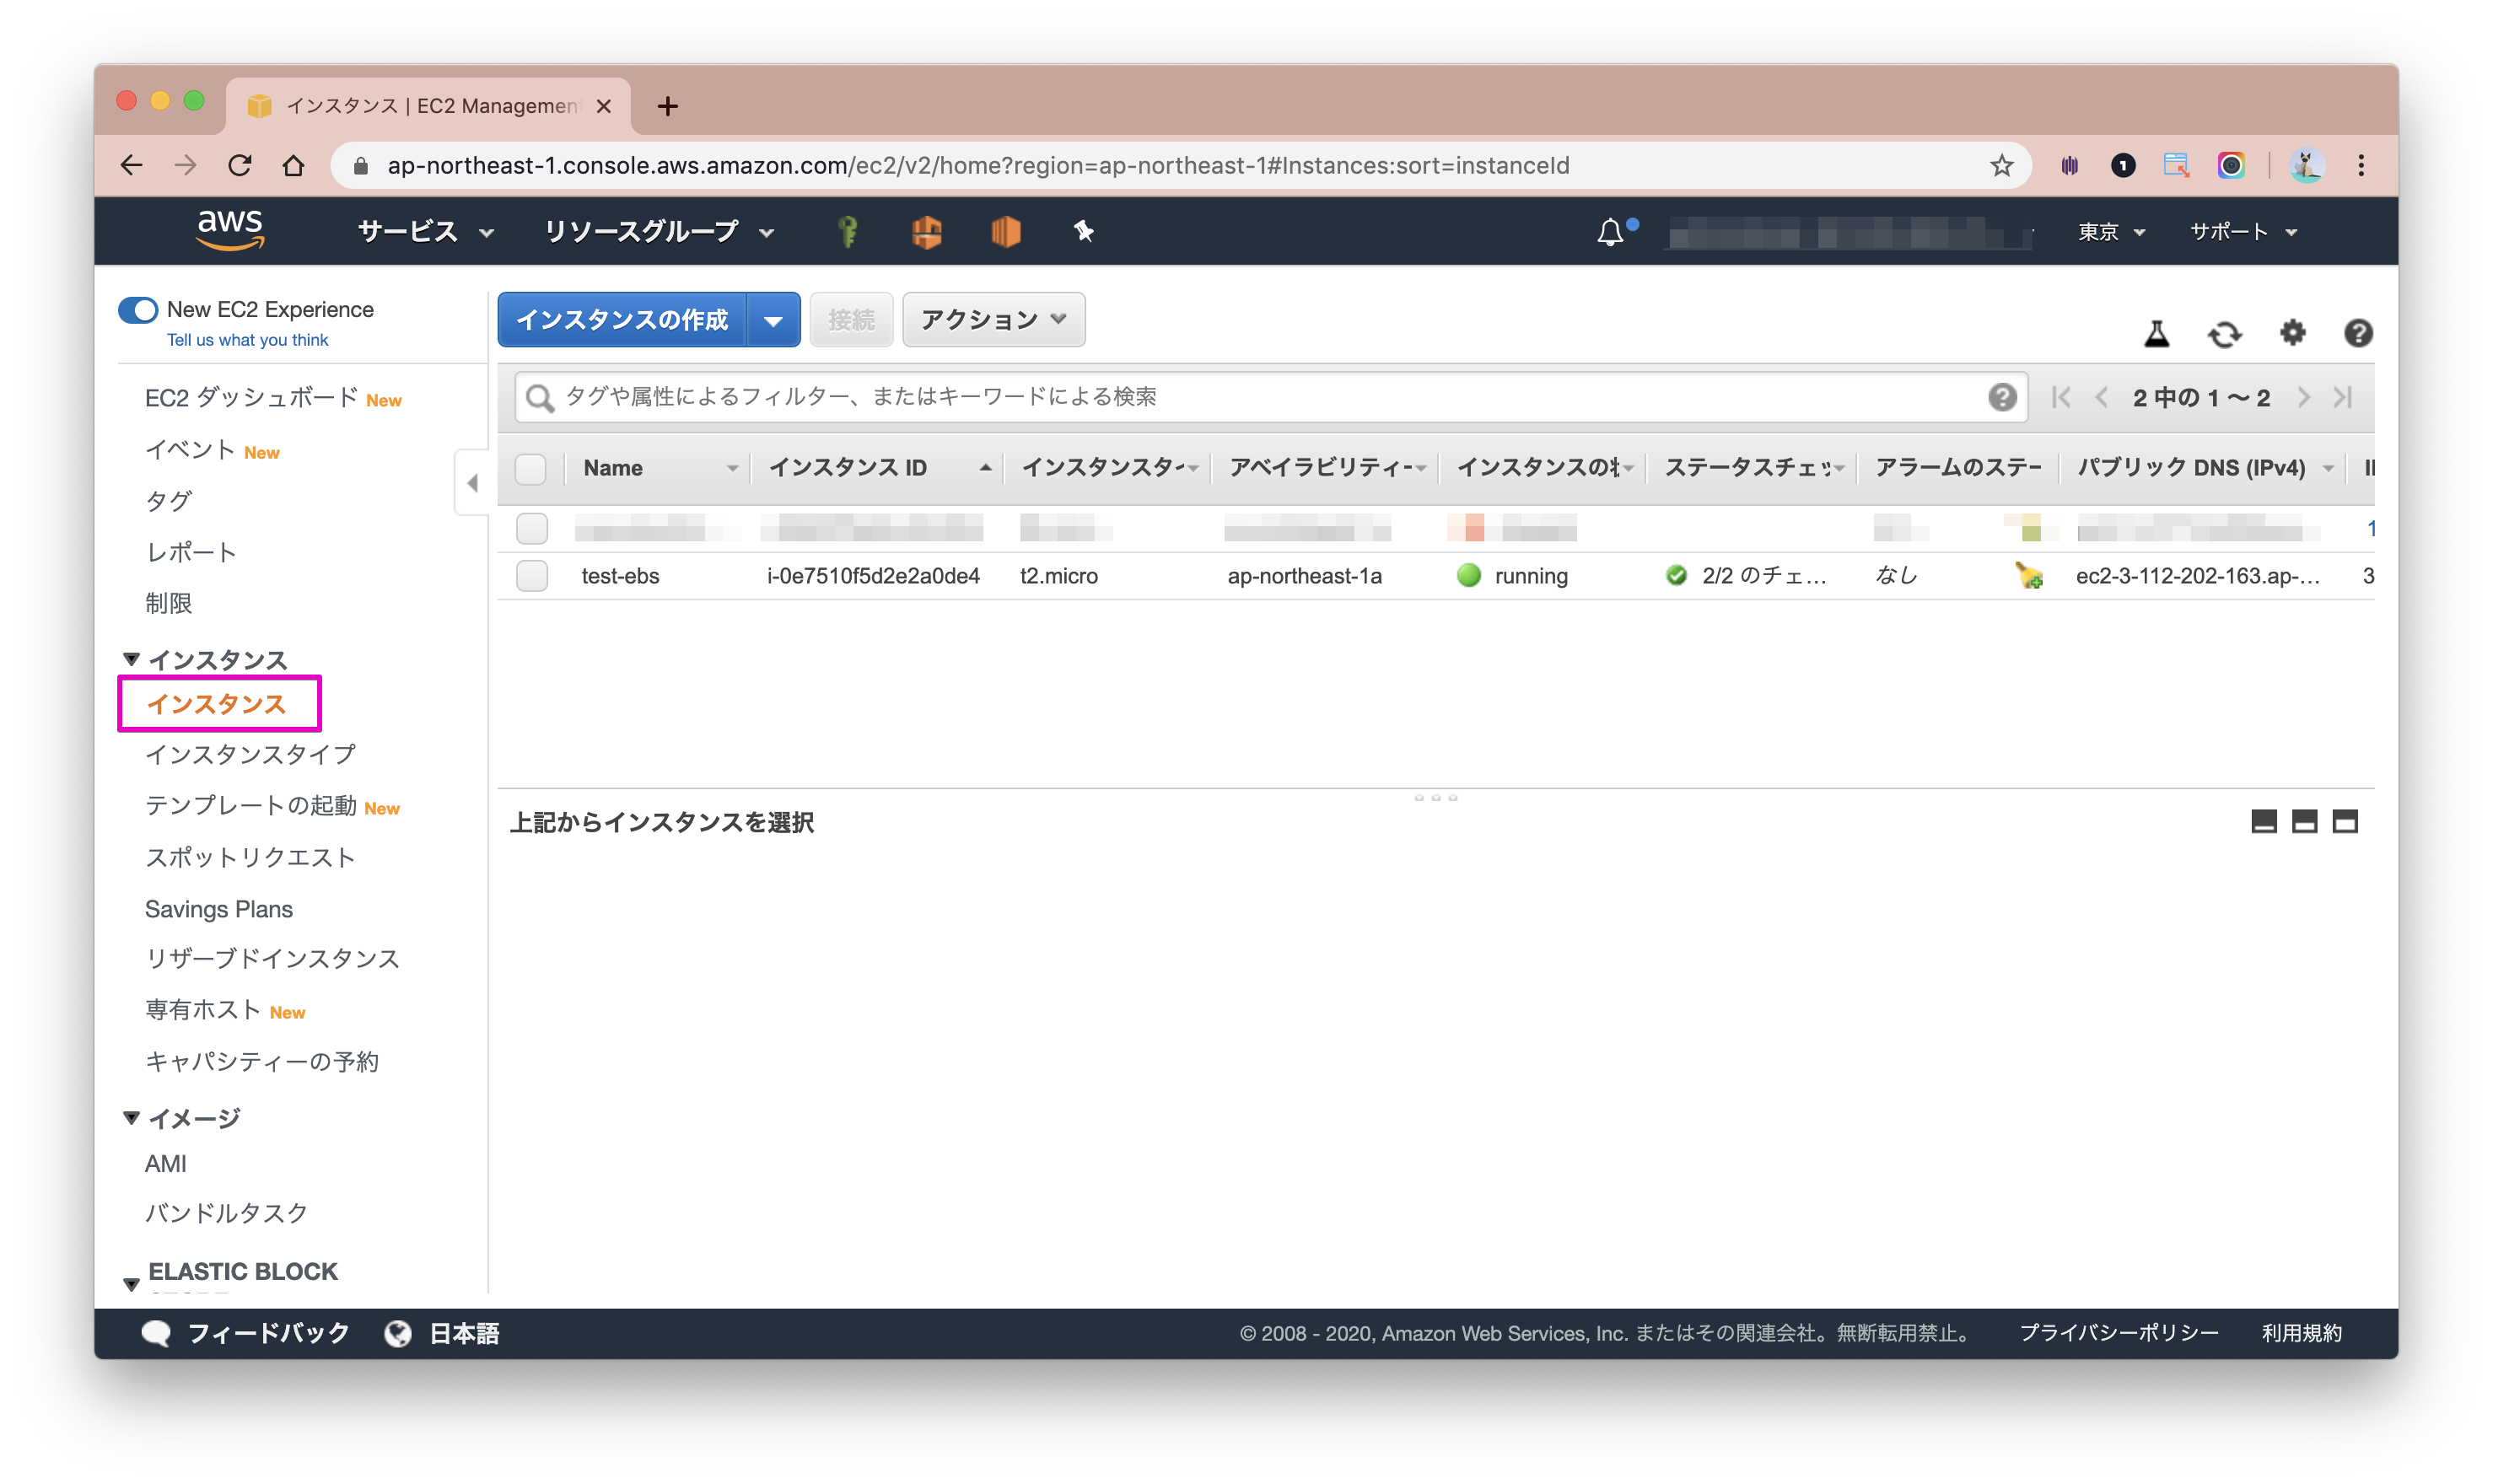 インスタンス | EC2 Management
ap-northeast-1.console.aws.amazon.com/ec2/v2/home?region=ap-northeast-1#Instances:sort=instanceId
aws サービス リソースグループ 東京 サポート
New EC2 Experience
Tell us what you think
インスタンスの作成 接続 アクション
タグや属性によるフィルター、またはキーワードによる検索 2 中の 1 ～ 2
Name インスタンス ID インスタンスター アベイラビリティー インスタンスの ステータスチェッ アラームのステー パブリック DNS (IPv4)
1
test-ebs i-0e7510f5d2e2a0de4 t2.micro ap-northeast-1a running 2/2 のチェ... なし ec2-3-112-202-163.ap-... 3
上記からインスタンスを選択
EC2 ダッシュボード New
イベント New
タグ
レポート
制限
インスタンス
インスタンス
インスタンスタイプ
テンプレートの起動 New
スポットリクエスト
Savings Plans
リザーブドインスタンス
専有ホスト New
キャパシティーの予約
イメージ
AMI
バンドルタスク
ELASTIC BLOCK
フィードバック 日本語 © 2008 - 2020, Amazon Web Services, Inc. またはその関連会社。無断転用禁止。 プライバシーポリシー 利用規約